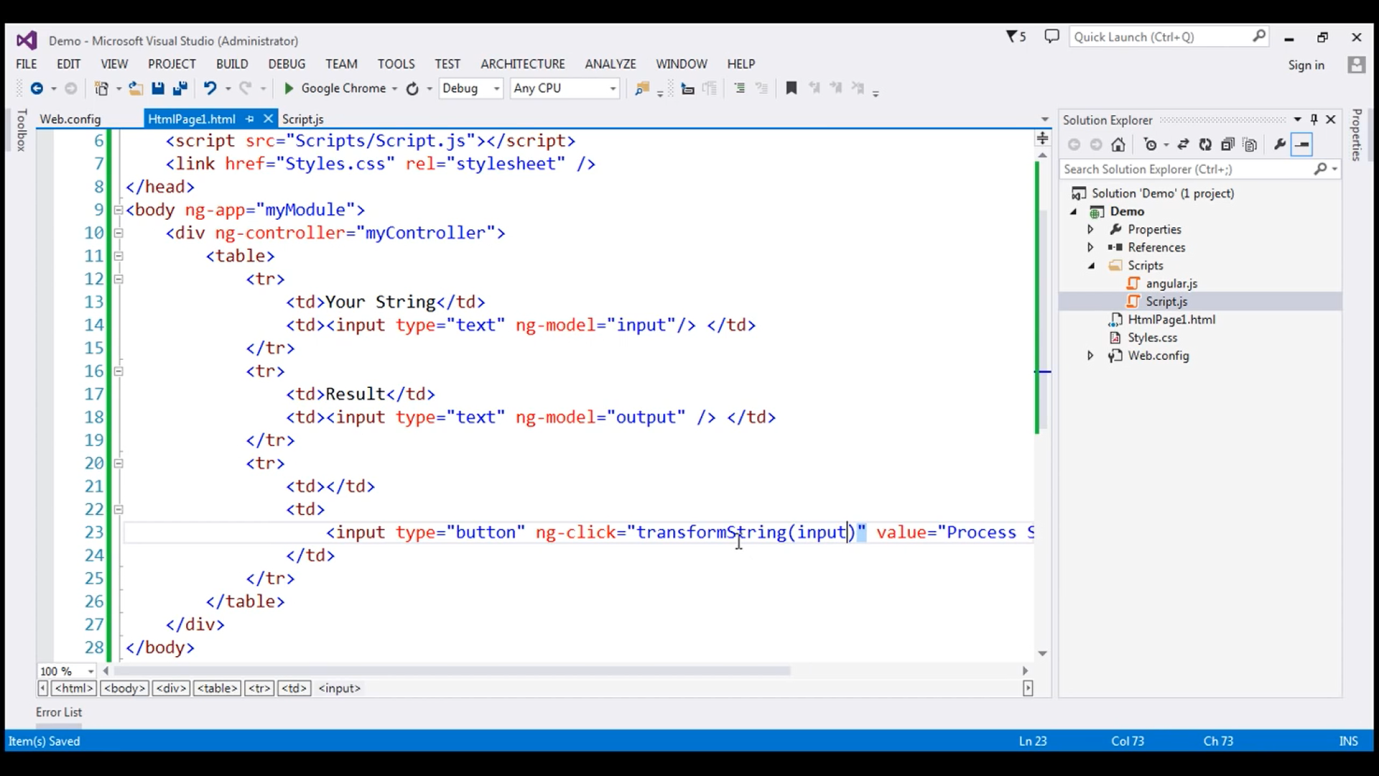 Demo - Microsoft Visual Studio (Administrator)
5
Quick Launch (Ctrl+Q)
FILE EDIT VIEW PROJECT BUILD DEBUG TEAM TOOLS TEST ARCHITECTURE ANALYZE WINDOW HELP
Sign in
Google Chrome
Debug
Any CPU
Toolbox
Web.config
HtmlPage1.html
Script.js
6 <script src="Scripts/Script.js"></script>
7 <link href="Styles.css" rel="stylesheet" />
8 </head>
9 <body ng-app="myModule">
10 <div ng-controller="myController">
11 <table>
12 <tr>
13 <td>Your String</td>
14 <td><input type="text" ng-model="input"/> </td>
15 </tr>
16 <tr>
17 <td>Result</td>
18 <td><input type="text" ng-model="output" /> </td>
19 </tr>
20 <tr>
21 <td></td>
22 <td>
23 <input type="button" ng-click="transformString(input)" value="Process S
24 </td>
25 </tr>
26 </table>
27 </div>
28 </body>
100 %
<html> <body> <div> <table> <tr> <td> <input>
Error List
Item(s) Saved
Ln 23
Col 73
Ch 73
INS
Solution Explorer
Search Solution Explorer (Ctrl+;)
Solution 'Demo' (1 project)
Demo
Properties
References
Scripts
angular.js
Script.js
HtmlPage1.html
Styles.css
Web.config
Properties